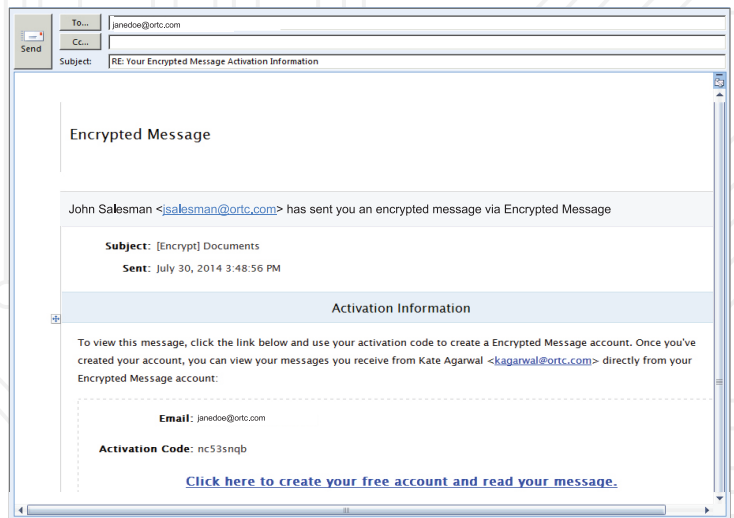 To...
janedoe@ortc.com
Send
Cc...
Subject: RE: Your Encrypted Message Activation Information
Encrypted Message
John Salesman <jsalesman@ortc.com> has sent you an encrypted message via Encrypted Message
Subject: [Encrypt] Documents
Sent: July 30, 2014 3:48:56 PM
Activation Information
To view this message, click the link below and use your activation code to create a Encrypted Message account. Once you've
created your account, you can view your messages you receive from Kate Agarwal <kagarwal@ortc.com> directly from your
Encrypted Message account:
Email: janedoe@ortc.com
Activation Code: nc53snqb
Click here to create your free account and read your message.